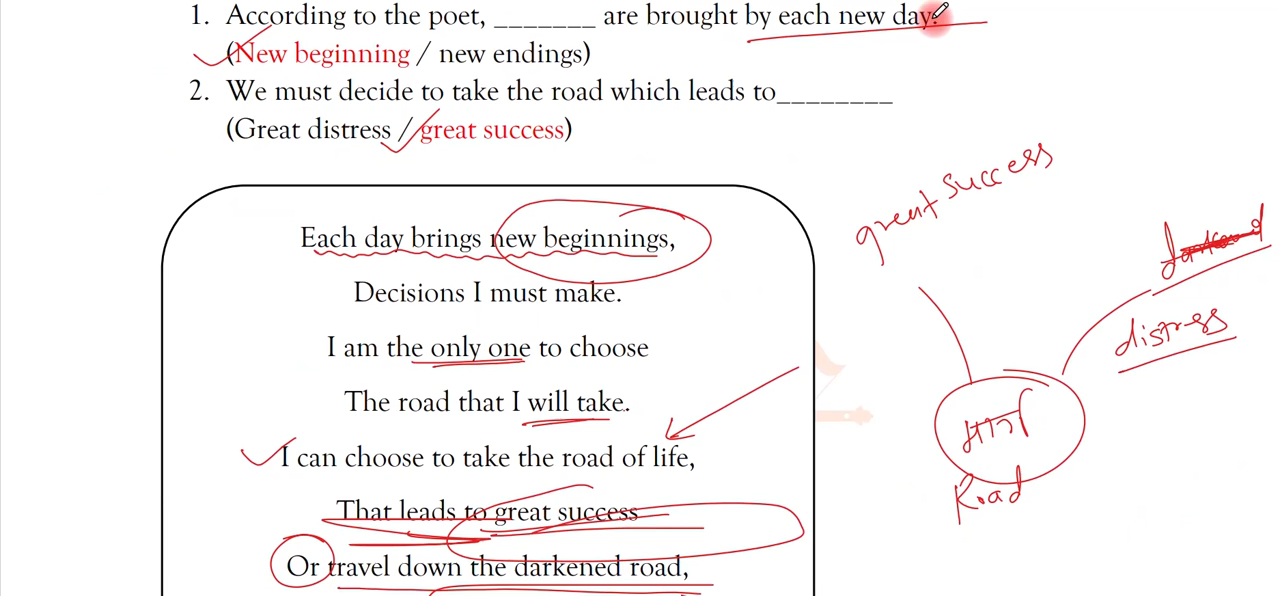 1. According to the poet, _______ are brought by each new day.
(New beginning / new endings)
2. We must decide to take the road which leads to________
(Great distress / great success)
Each day brings new beginnings,
Decisions I must make.
I am the only one to choose
The road that I will take.
I can choose to take the road of life,
That leads to great success
Or travel down the darkened road,
great success
distress
मार्ग
Road